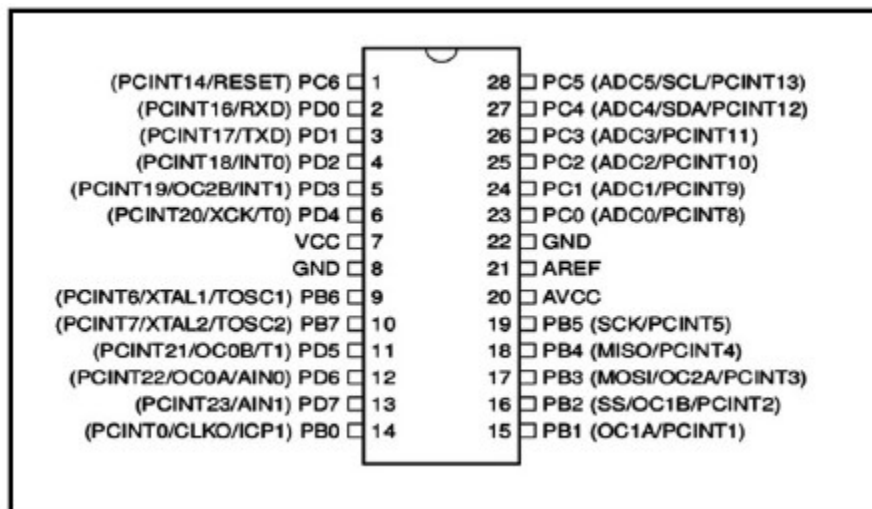 (PCINT14/RESET) PC6 1 28 PC5 (ADC5/SCL/PCINT13)
(PCINT16/RXD) PD0 2 27 PC4 (ADC4/SDA/PCINT12)
(PCINT17/TXD) PD1 3 26 PC3 (ADC3/PCINT11)
(PCINT18/INT0) PD2 4 25 PC2 (ADC2/PCINT10)
(PCINT19/OC2B/INT1) PD3 5 24 PC1 (ADC1/PCINT9)
(PCINT20/XCK/T0) PD4 6 23 PC0 (ADC0/PCINT8)
VCC 7 22 GND
GND 8 21 AREF
(PCINT6/XTAL1/TOSC1) PB6 9 20 AVCC
(PCINT7/XTAL2/TOSC2) PB7 10 19 PB5 (SCK/PCINT5)
(PCINT21/OC0B/T1) PD5 11 18 PB4 (MISO/PCINT4)
(PCINT22/OC0A/AIN0) PD6 12 17 PB3 (MOSI/OC2A/PCINT3)
(PCINT23/AIN1) PD7 13 16 PB2 (SS/OC1B/PCINT2)
(PCINT0/CLKO/ICP1) PB0 14 15 PB1 (OC1A/PCINT1)